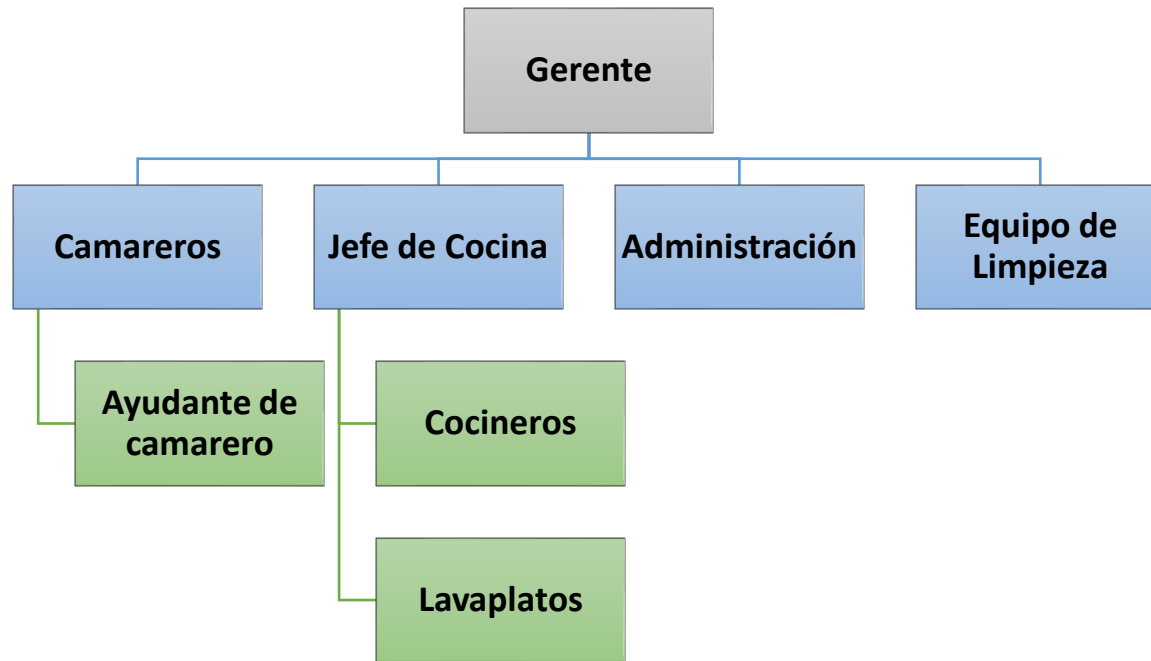 Gerente
Camareros
Jefe de Cocina
Administración
Equipo de
Limpieza
Ayudante de
camarero
Cocineros
Lavaplatos